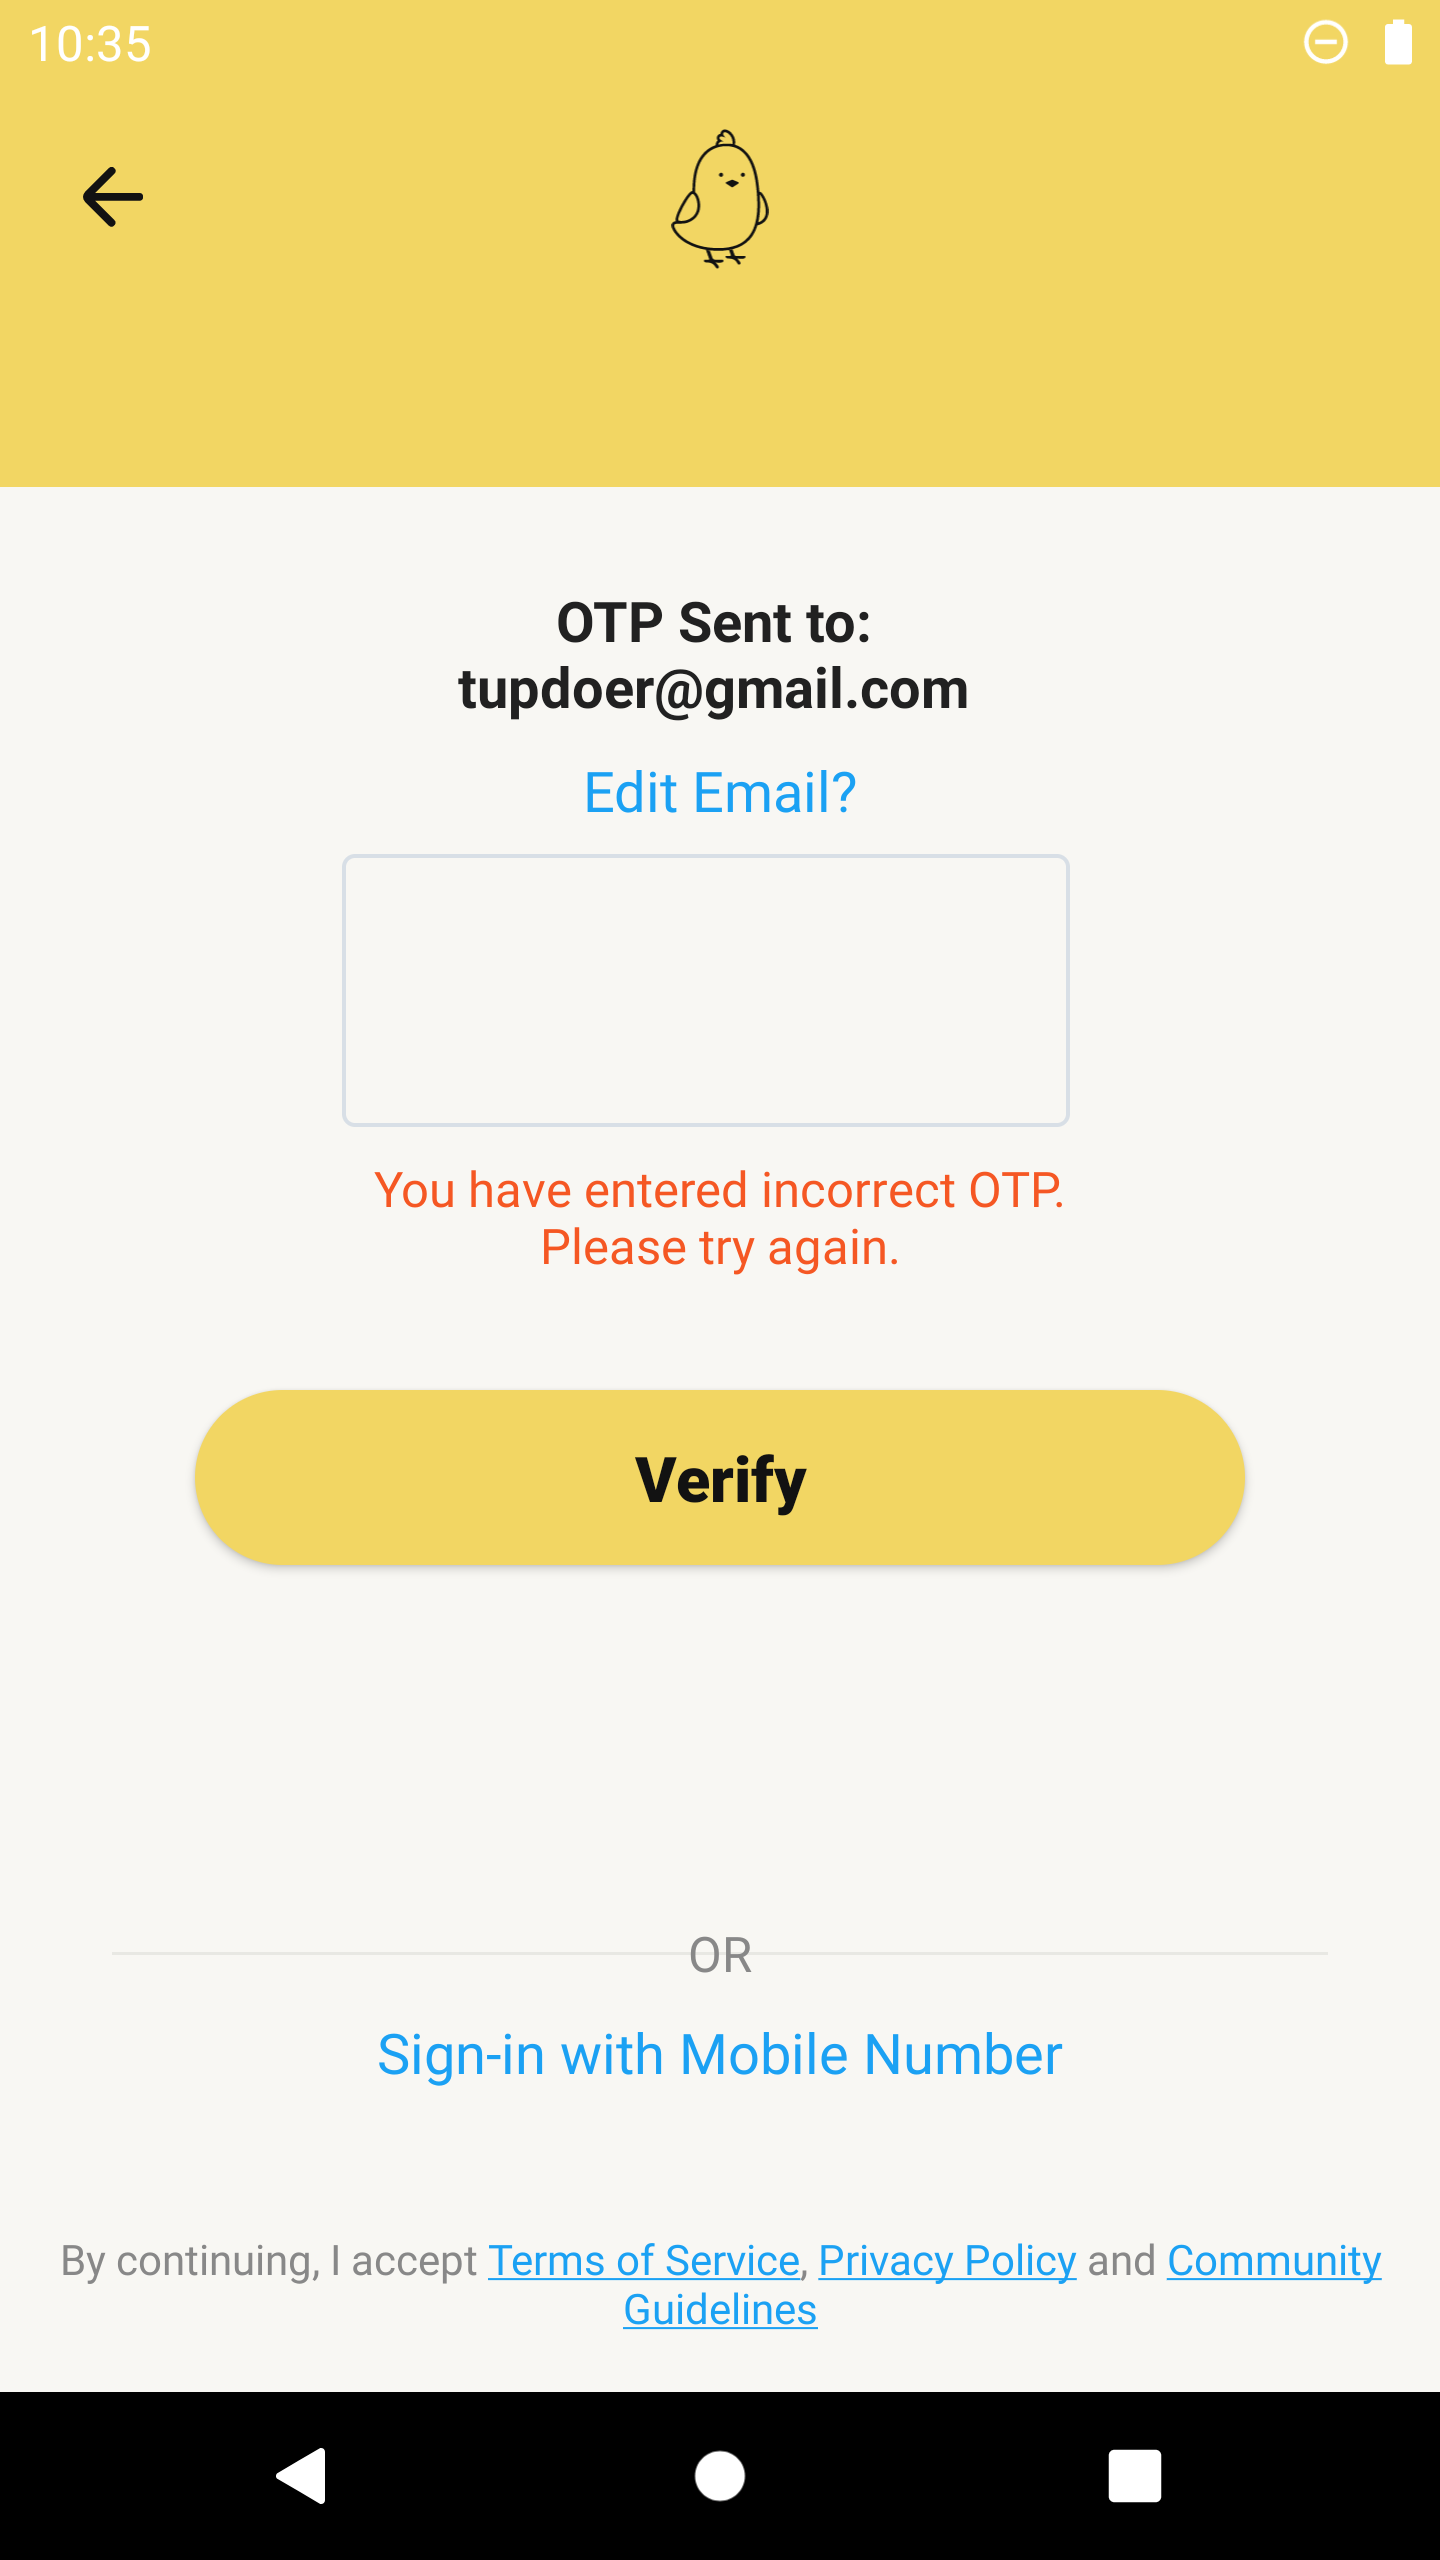 10:35
OTP Sent to:
tupdoer@gmail.com
Edit Email?
You have entered incorrect OTP.
Please try again.
Verify
OR
Sign-in with Mobile Number
By continuing, I accept Terms of Service, Privacy Policy and Community
Guidelines